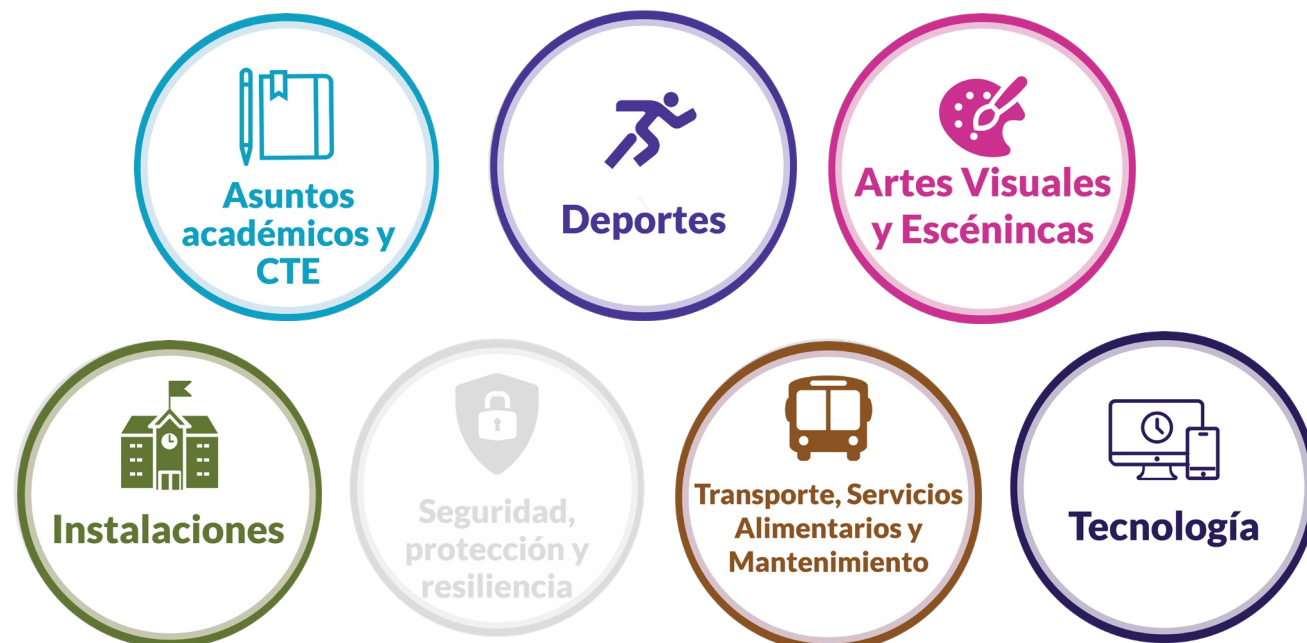 Asuntos
académicos y
CTE
Deportes
Artes Visuales
y Escénincas
Instalaciones
Seguridad,
protección y
resiliencia
Transporte, Servicios
Alimentarios y
Mantenimiento
Tecnología